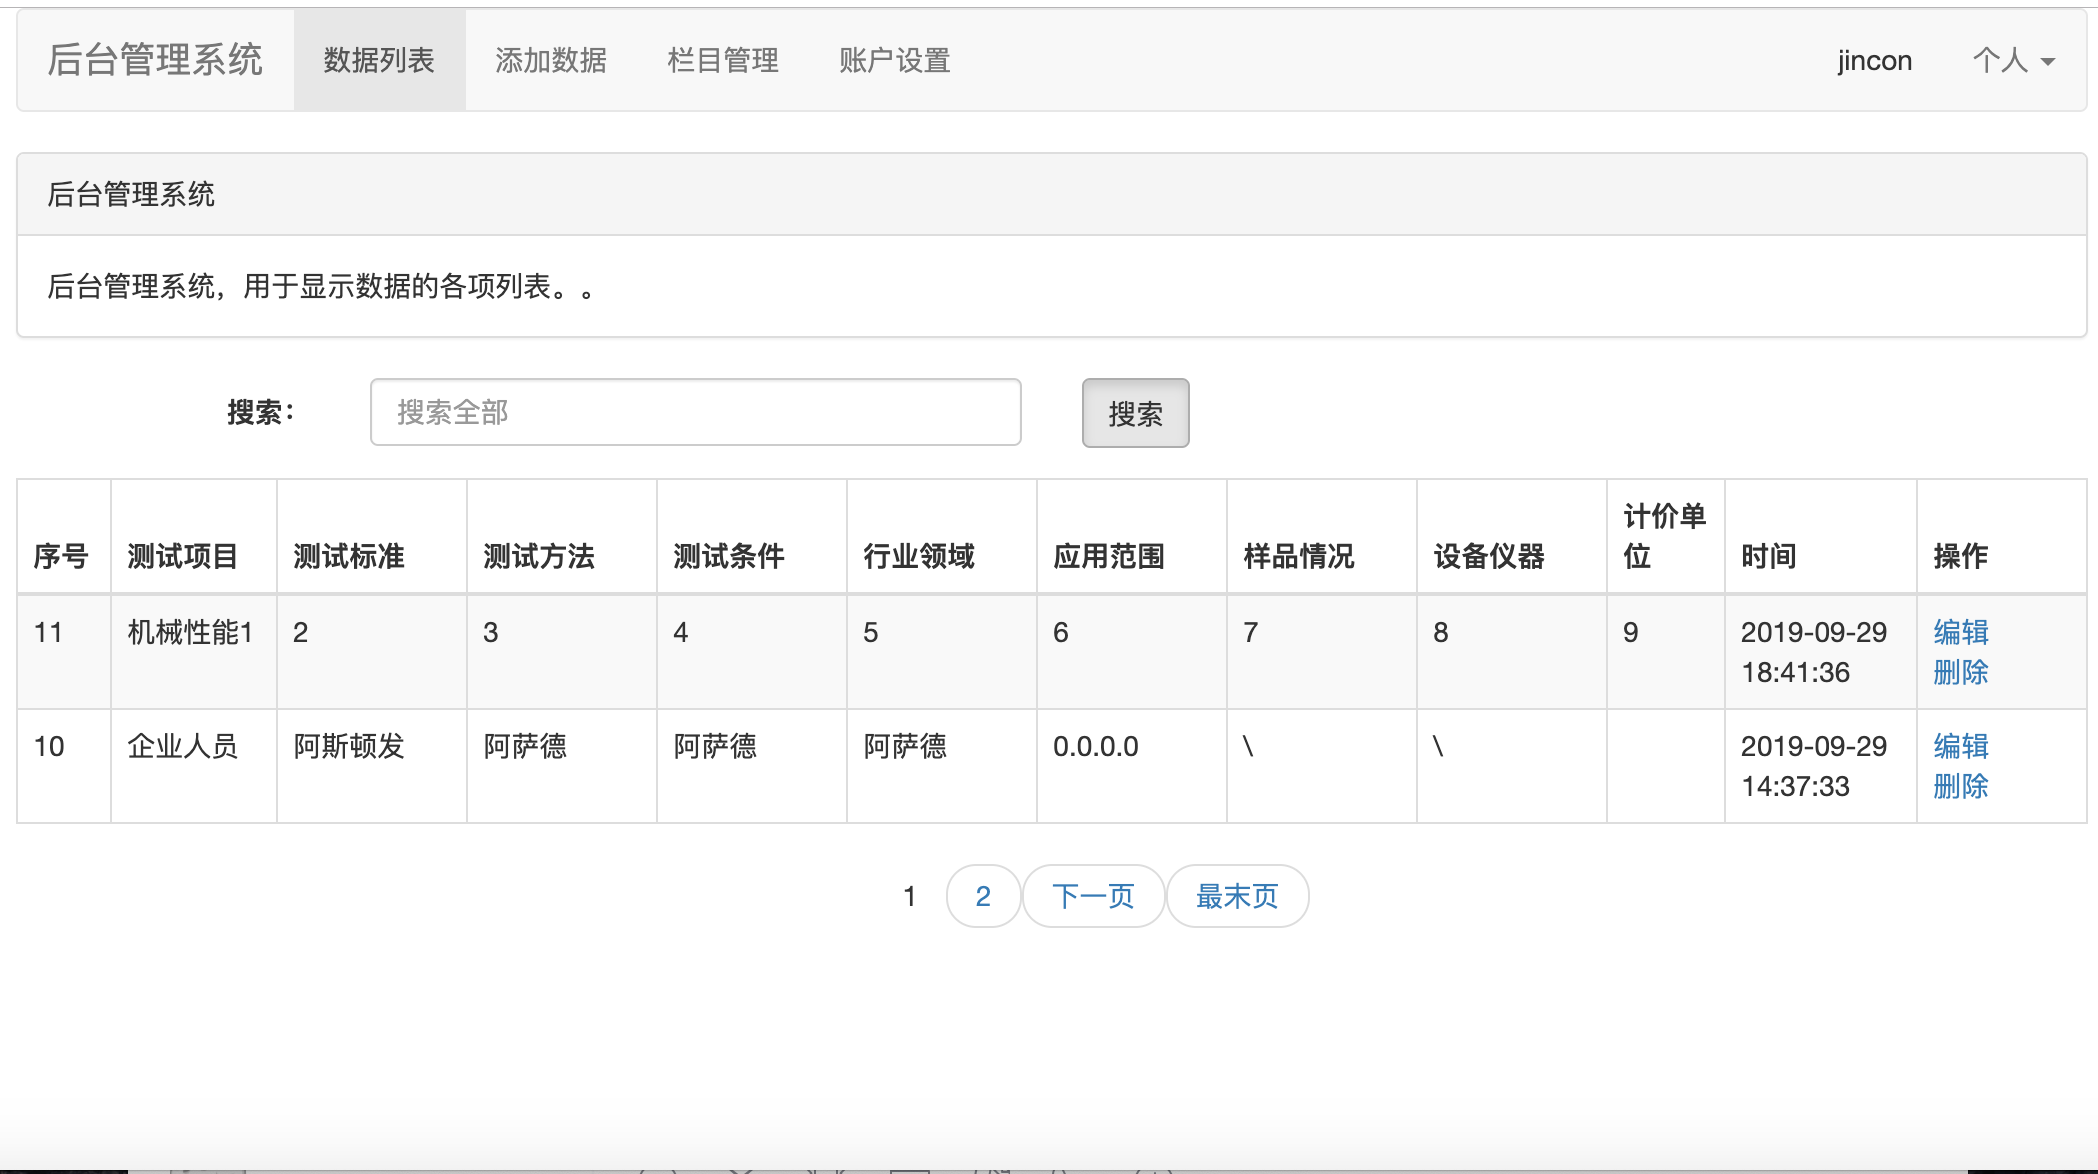 后台管理系统 数据列表 添加数据 栏目管理 账户设置 jincon 个人
后台管理系统
后台管理系统，用于显示数据的各项列表。。
搜索： 搜索全部 搜索
序号 测试项目 测试标准 测试方法 测试条件 行业领域 应用范围 样品情况 设备仪器 计价单位 时间 操作
11 机械性能1 2 3 4 5 6 7 8 9 2019-09-29 18:41:36 编辑 删除
10 企业人员 阿斯顿发 阿萨德 阿萨德 阿萨德 0.0.0.0 \ \ 2019-09-29 14:37:33 编辑 删除
1 2 下一页 最末页